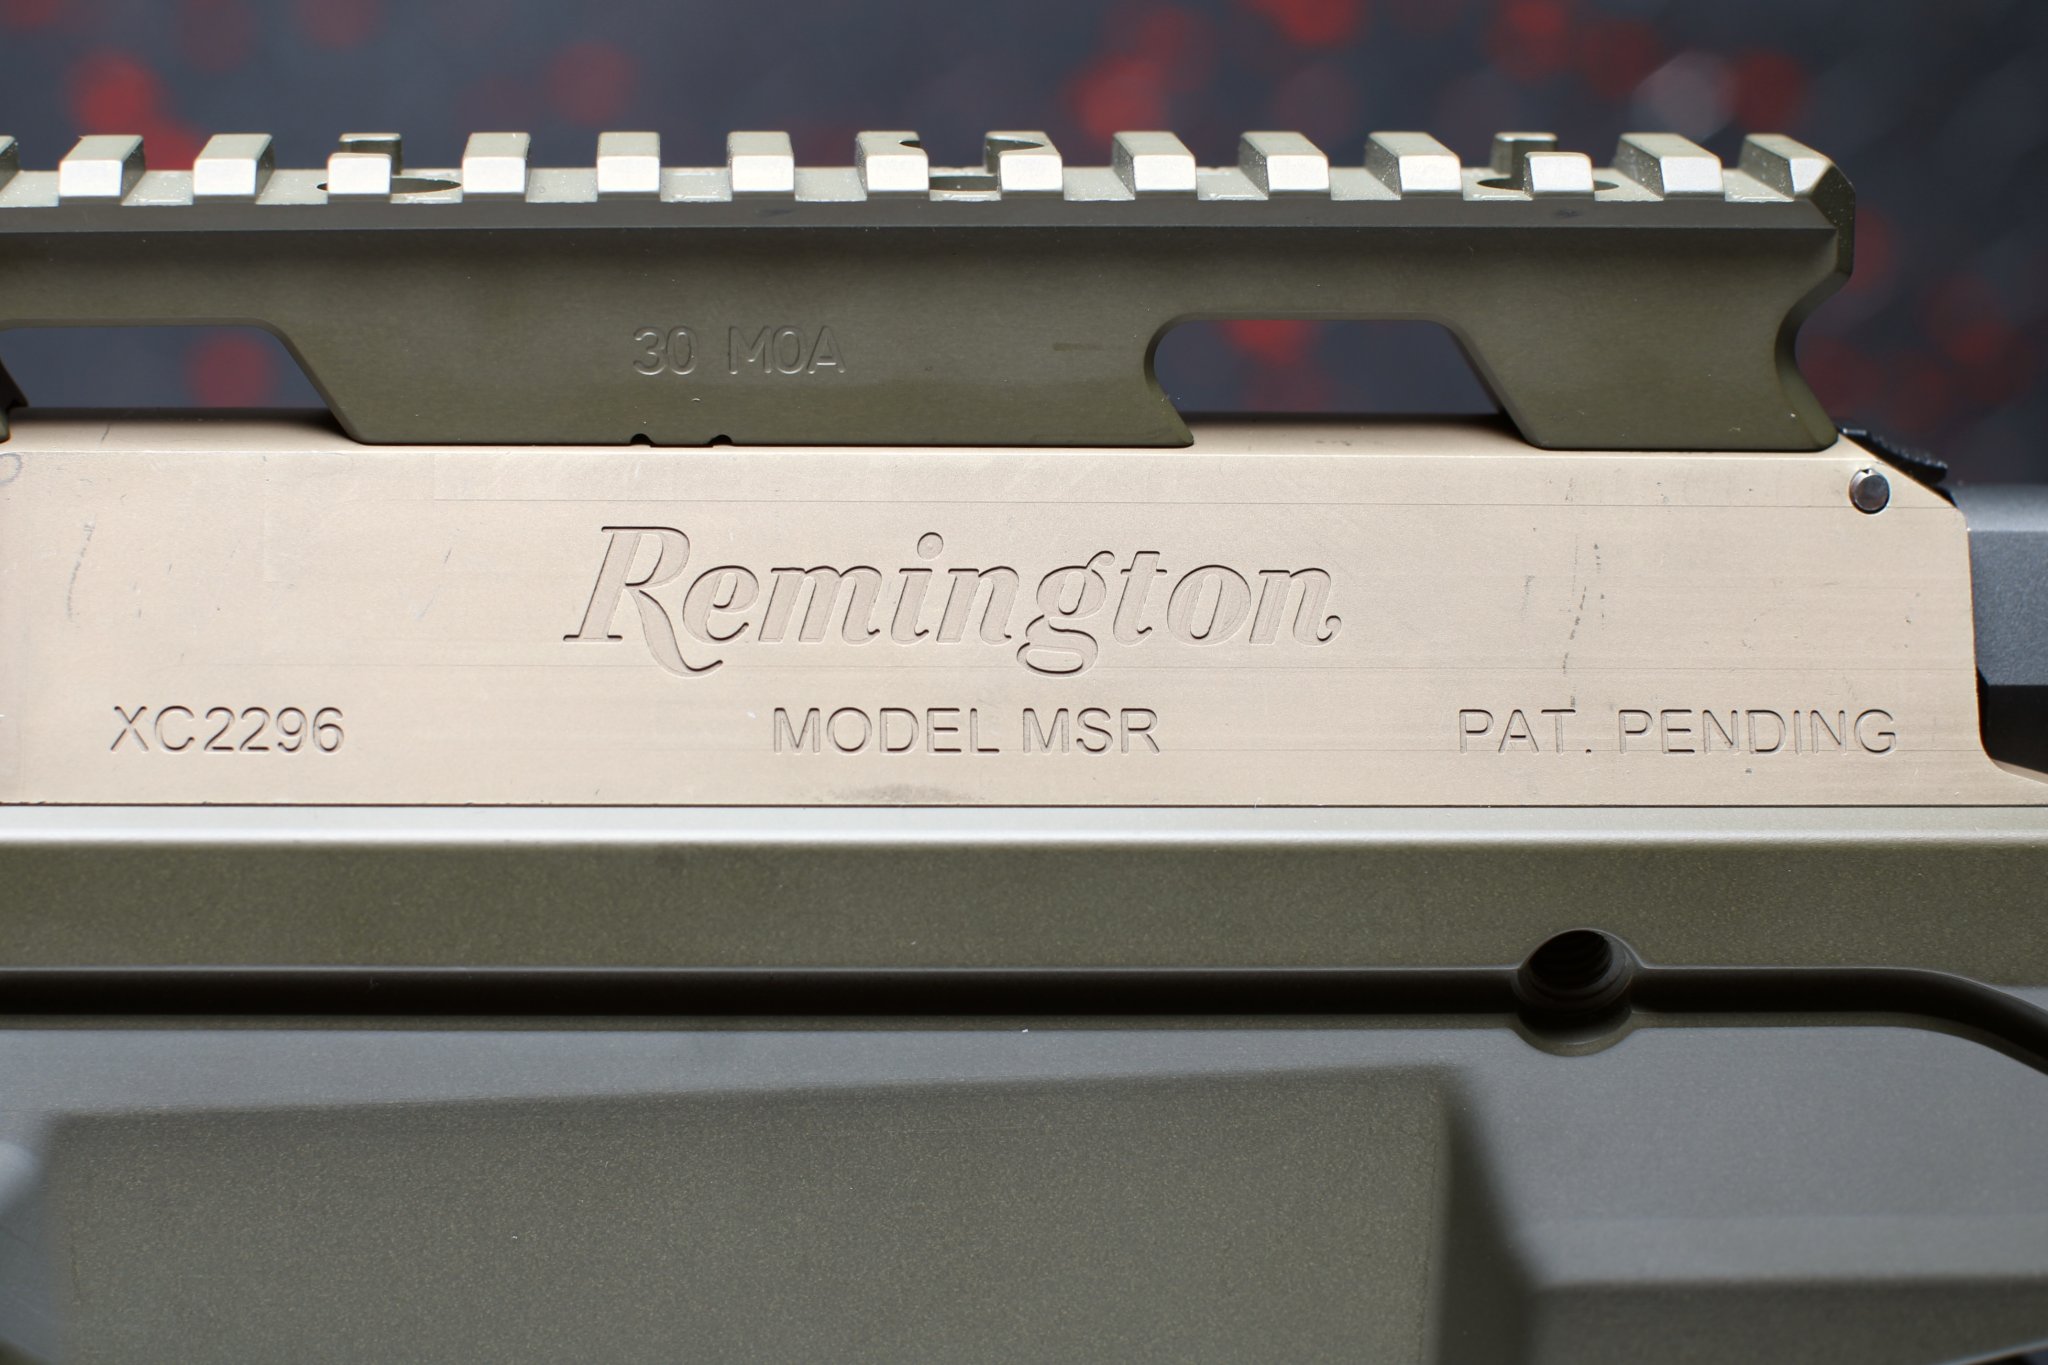 30 MOA
Remington
XC2296 MODEL MSR PAT. PENDING